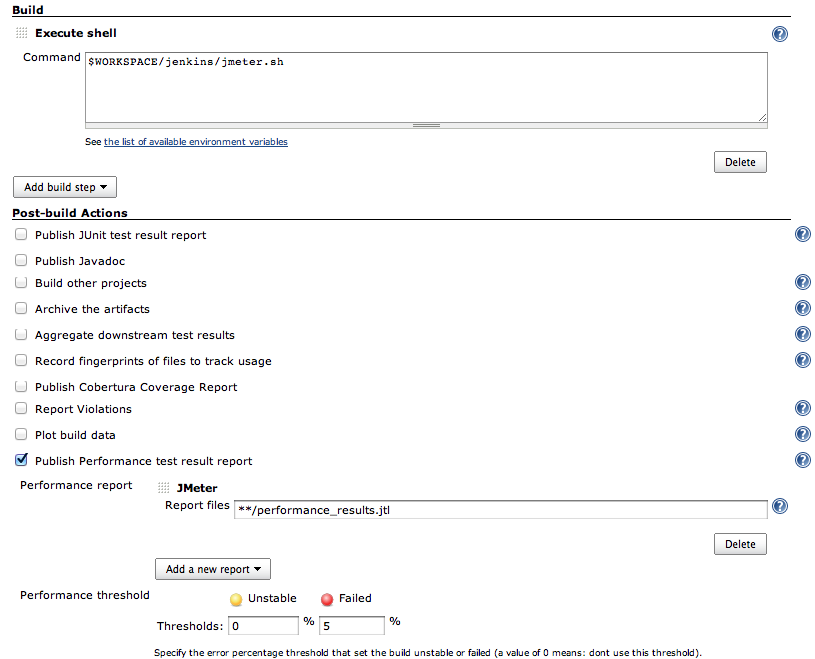 Build
Execute shell
Command
$WORKSPACE/jenkins/jmeter.sh
See the list of available environment variables
Delete
Add build step
Post-build Actions
Publish JUnit test result report
Publish Javadoc
Build other projects
Archive the artifacts
Aggregate downstream test results
Record fingerprints of files to track usage
Publish Cobertura Coverage Report
Report Violations
Plot build data
Publish Performance test result report
Performance report
JMeter
Report files **/performance_results.jtl
Delete
Add a new report
Performance threshold
Unstable Failed
Thresholds: 0 % 5 %
Specify the error percentage threshold that set the build unstable or failed (a value of 0 means: dont use this threshold).